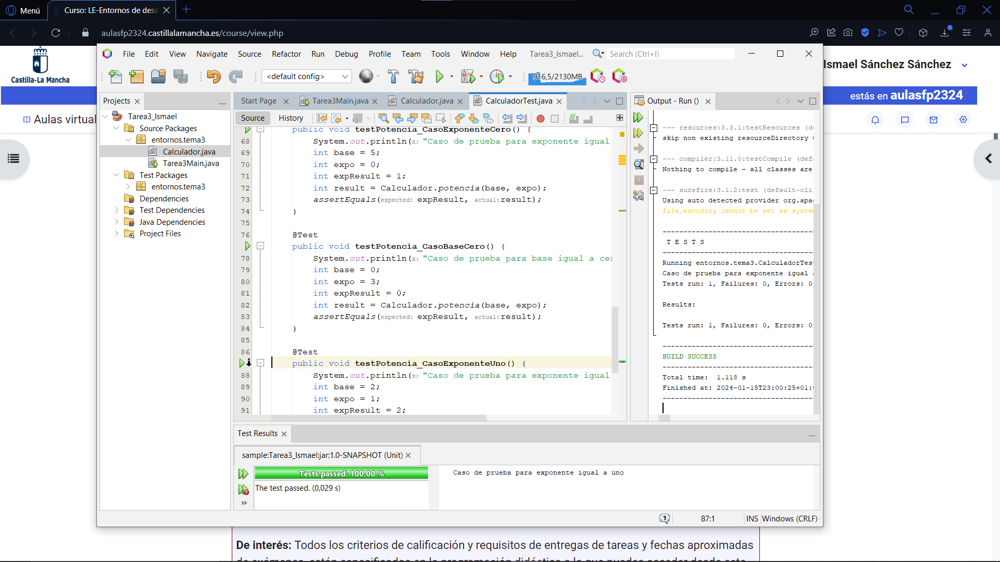 Menú
Curso: LE-Entornos de desa
aulasfp2324.castillalamancha.es/course/view.php
Castilla-La Mancha
Ismael Sánchez Sánchez
estás en aulasfp2324
Aulas virtual
File Edit View Navigate Source Refactor Run Debug Profile Team Tools Window Help Tarea3_Ismael... Search (Ctrl+I)
<default config> 916,5/2130MB
Projects
Tarea3_Ismael
Source Packages
entornos.tema3
Calculador.java
Tarea3Main.java
Test Packages
entornos.tema3
Dependencies
Test Dependencies
Java Dependencies
Project Files
Start Page Tarea3Main.java Calculador.java CalculadorTest.java
Source History
public void testPotencia_CasoExponenteCero() {
68 System.out.println(x: "Caso de prueba para exponente igual
69 int base = 5;
70 int expo = 0;
71 int expResult = 1;
72 int result = Calculador.potencia(base, expo);
73 assertEquals(expected: expResult, actual: result);
74 }
75
76 @Test
public void testPotencia_CasoBaseCero() {
78 System.out.println(x: "Caso de prueba para base igual a cer
79 int base = 0;
80 int expo = 3;
81 int expResult = 0;
82 int result = Calculador.potencia(base, expo);
83 assertEquals(expected: expResult, actual: result);
84 }
85
86 @Test
public void testPotencia_CasoExponenteUno() {
88 System.out.println(x: "Caso de prueba para exponente igual
89 int base = 2;
90 int expo = 1;
91 int expResult = 2;
Output - Run ()
--- resources:3.3.1:testResources (de
skip non existing resourceDirectory
--- compiler:3.11.0:testCompile (defa
Nothing to compile - all classes are
--- surefire:3.1.2:test (default-cli
Using auto detected provider org.apac
file.encoding cannot be set as system
T E S T S
Running entornos.tema3.CalculadorTest
Caso de prueba para exponente igual a
Tests run: 1, Failures: 0, Errors: 0
Results:
Tests run: 1, Failures: 0, Errors: 0
BUILD SUCCESS
Total time: 1.118 s
Finished at: 2024-01-15T23:00:25+01:0
Test Results
sample:Tarea3_Ismael:jar:1.0-SNAPSHOT (Unit)
Tests passed: 100,00 %
The test passed. (0,029 s)
Caso de prueba para exponente igual a uno
1 87:1 INS Windows (CRLF)
De interés: Todos los criterios de calificación y requisitos de entregas de tareas y fechas aproximadas